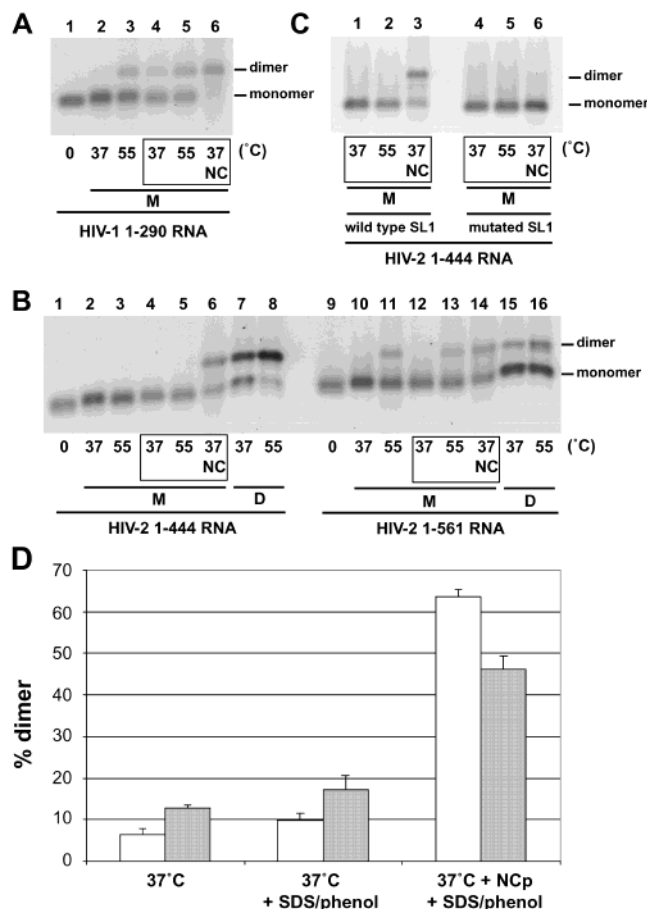 A
1 2 3 4 5 6
dimer
monomer
0 37 55 37 55 37 (˚C)
NC
M
HIV-1 1-290 RNA
C
1 2 3 4 5 6
dimer
monomer
37 55 37 37 55 37 (˚C)
NC NC
M M
wild type SL1 mutated SL1
HIV-2 1-444 RNA
B
1 2 3 4 5 6 7 8 9 10 11 12 13 14 15 16
dimer
monomer
0 37 55 37 55 37 37 55 0 37 55 37 55 37 37 55 (˚C)
NC NC
M D M D
HIV-2 1-444 RNA HIV-2 1-561 RNA
D
% dimer
70
60
50
40
30
20
10
0
37˚C 37˚C 37˚C + NCp
+ SDS/phenol + SDS/phenol